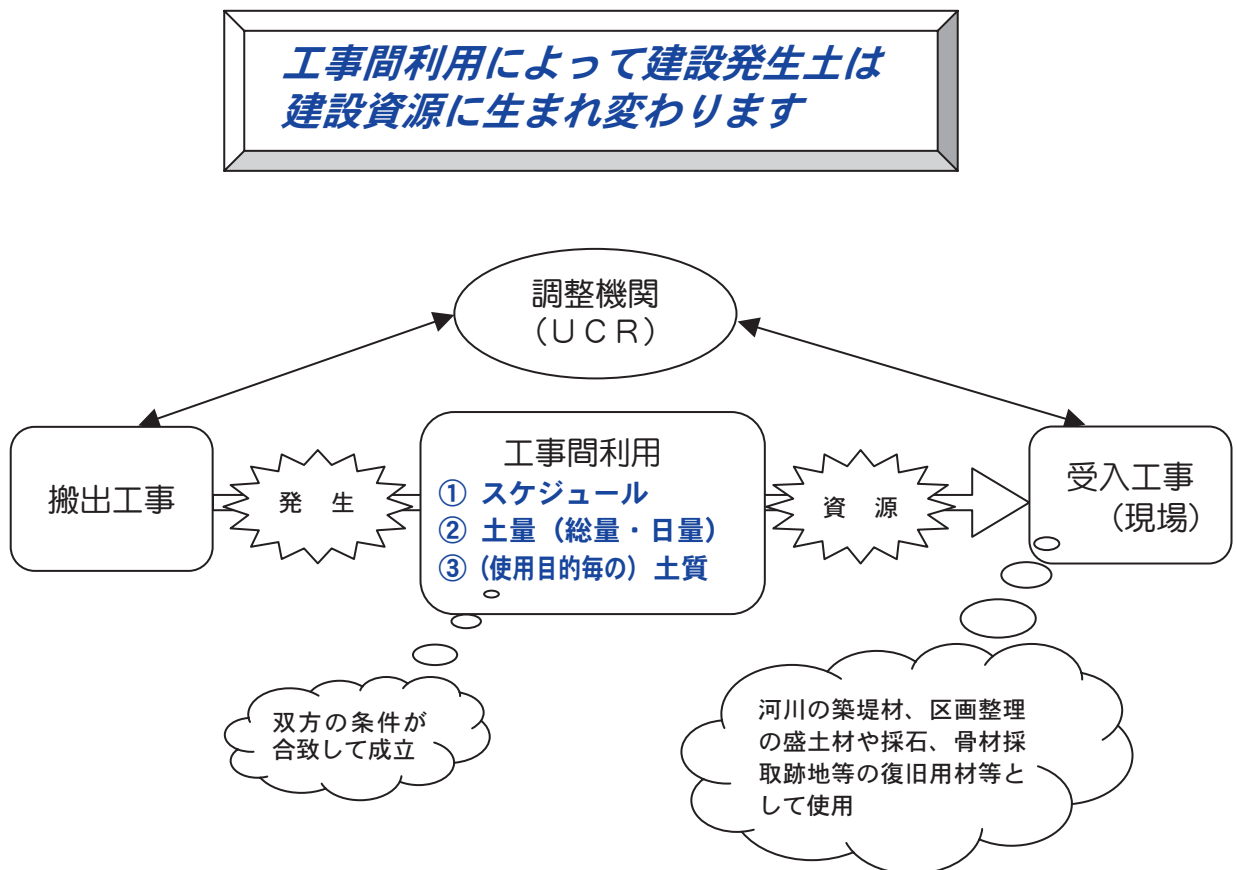 工事間利用によって建設発生土は
建設資源に生まれ変わります
調整機関
（ＵＣＲ）
搬出工事
発　生
工事間利用
① スケジュール
② 土量（総量・日量）
③（使用目的毎の）土質
資　源
受入工事
（現場）
双方の条件が
合致して成立
河川の築堤材、区画整理
の盛土材や採石、骨材採
取跡地等の復旧用材等と
して使用